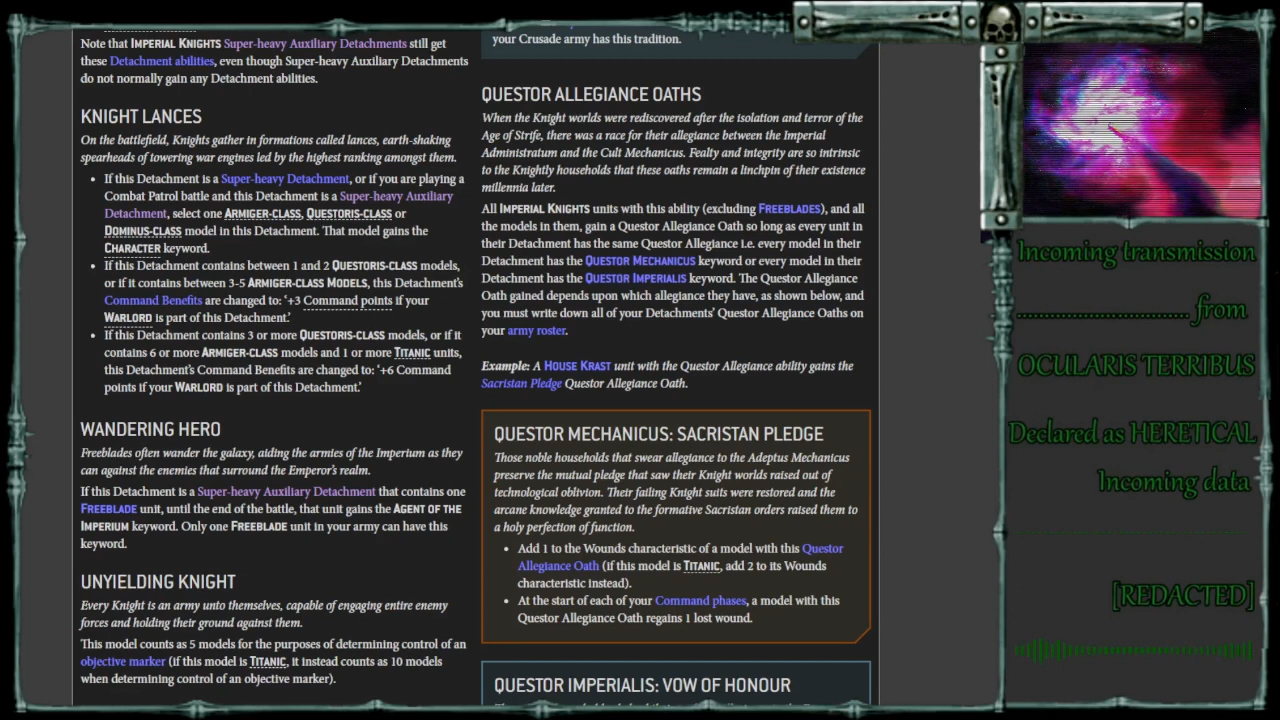 Note that IMPERIAL KNIGHTS Super-heavy Auxiliary Detachments still get
these Detachment abilities, even though Super-heavy Auxiliary Detachments
do not normally gain any Detachment abilities.
KNIGHT LANCES
On the battlefield, Knights gather in formations called lances, earth-shaking
spearheads of towering war engines led by the highest ranking amongst them.
• If this Detachment is a Super-heavy Detachment, or if you are playing a
Combat Patrol battle and this Detachment is a Super-heavy Auxiliary
Detachment, select one ARMIGER-CLASS, QUESTORIS-CLASS or
DOMINUS-CLASS model in this Detachment. That model gains the
CHARACTER keyword.
• If this Detachment contains between 1 and 2 QUESTORIS-CLASS models,
or if it contains between 3-5 ARMIGER-CLASS MODELS, this Detachment's
Command Benefits are changed to: '+3 Command points if your
WARLORD is part of this Detachment.'
• If this Detachment contains 3 or more QUESTORIS-CLASS models, or if it
contains 6 or more ARMIGER-CLASS models and 1 or more TITANIC units,
this Detachment's Command Benefits are changed to: '+6 Command
points if your WARLORD is part of this Detachment.'
WANDERING HERO
Freeblades often wander the galaxy, aiding the armies of the Imperium as they
can against the enemies that surround the Emperor's realm.
If this Detachment is a Super-heavy Auxiliary Detachment that contains one
FREEBLADE unit, until the end of the battle, that unit gains the AGENT OF THE
IMPERIUM keyword. Only one FREEBLADE unit in your army can have this
keyword.
UNYIELDING KNIGHT
Every Knight is an army unto themselves, capable of engaging entire enemy
forces and holding their ground against them.
This model counts as 5 models for the purposes of determining control of an
objective marker (if this model is TITANIC, it instead counts as 10 models
when determining control of an objective marker).
your Crusade army has this tradition.
QUESTOR ALLEGIANCE OATHS
When the Knight worlds were rediscovered after the isolation and terror of the
Age of Strife, there was a race for their allegiance between the Imperial
Administratum and the Cult Mechanicus. Fealty and integrity are so intrinsic
to the Knightly households that these oaths remain a linchpin of their existence
millennia later.
All IMPERIAL KNIGHTS units with this ability (excluding FREEBLADES), and all
the models in them, gain a Questor Allegiance Oath so long as every unit in
their Detachment has the same Questor Allegiance i.e. every model in their
Detachment has the QUESTOR MECHANICUS keyword or every model in their
Detachment has the QUESTOR IMPERIALIS keyword. The Questor Allegiance
Oath gained depends upon which allegiance they have, as shown below, and
you must write down all of your Detachments' Questor Allegiance Oaths on
your army roster.
Example: A HOUSE KRAST unit with the Questor Allegiance ability gains the
Sacristan Pledge Questor Allegiance Oath.
QUESTOR MECHANICUS: SACRISTAN PLEDGE
Those noble households that swear allegiance to the Adeptus Mechanicus
preserve the mutual pledge that saw their Knight worlds raised out of
technological oblivion. Their failing Knight suits were restored and the
arcane knowledge granted to the formative Sacristan orders raised them to
a holy perfection of function.
• Add 1 to the Wounds characteristic of a model with this Questor
Allegiance Oath (if this model is TITANIC, add 2 to its Wounds
characteristic instead).
• At the start of each of your Command phases, a model with this
Questor Allegiance Oath regains 1 lost wound.
QUESTOR IMPERIALIS: VOW OF HONOUR
Incoming transmission
................................ from
OCULARIS TERRIBUS
Declared as HERETICAL
Incoming data
[REDACTED]